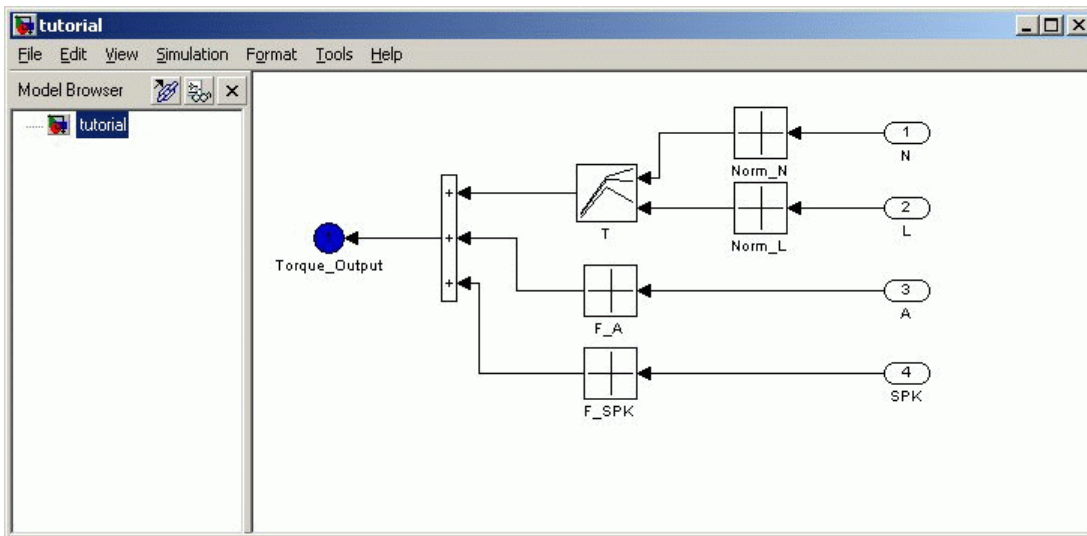 tutorial
File Edit View Simulation Format Tools Help
Model Browser
tutorial
1
N
Norm_N
2
L
Norm_L
T
+
+
+
Torque_Output
3
A
F_A
4
SPK
F_SPK